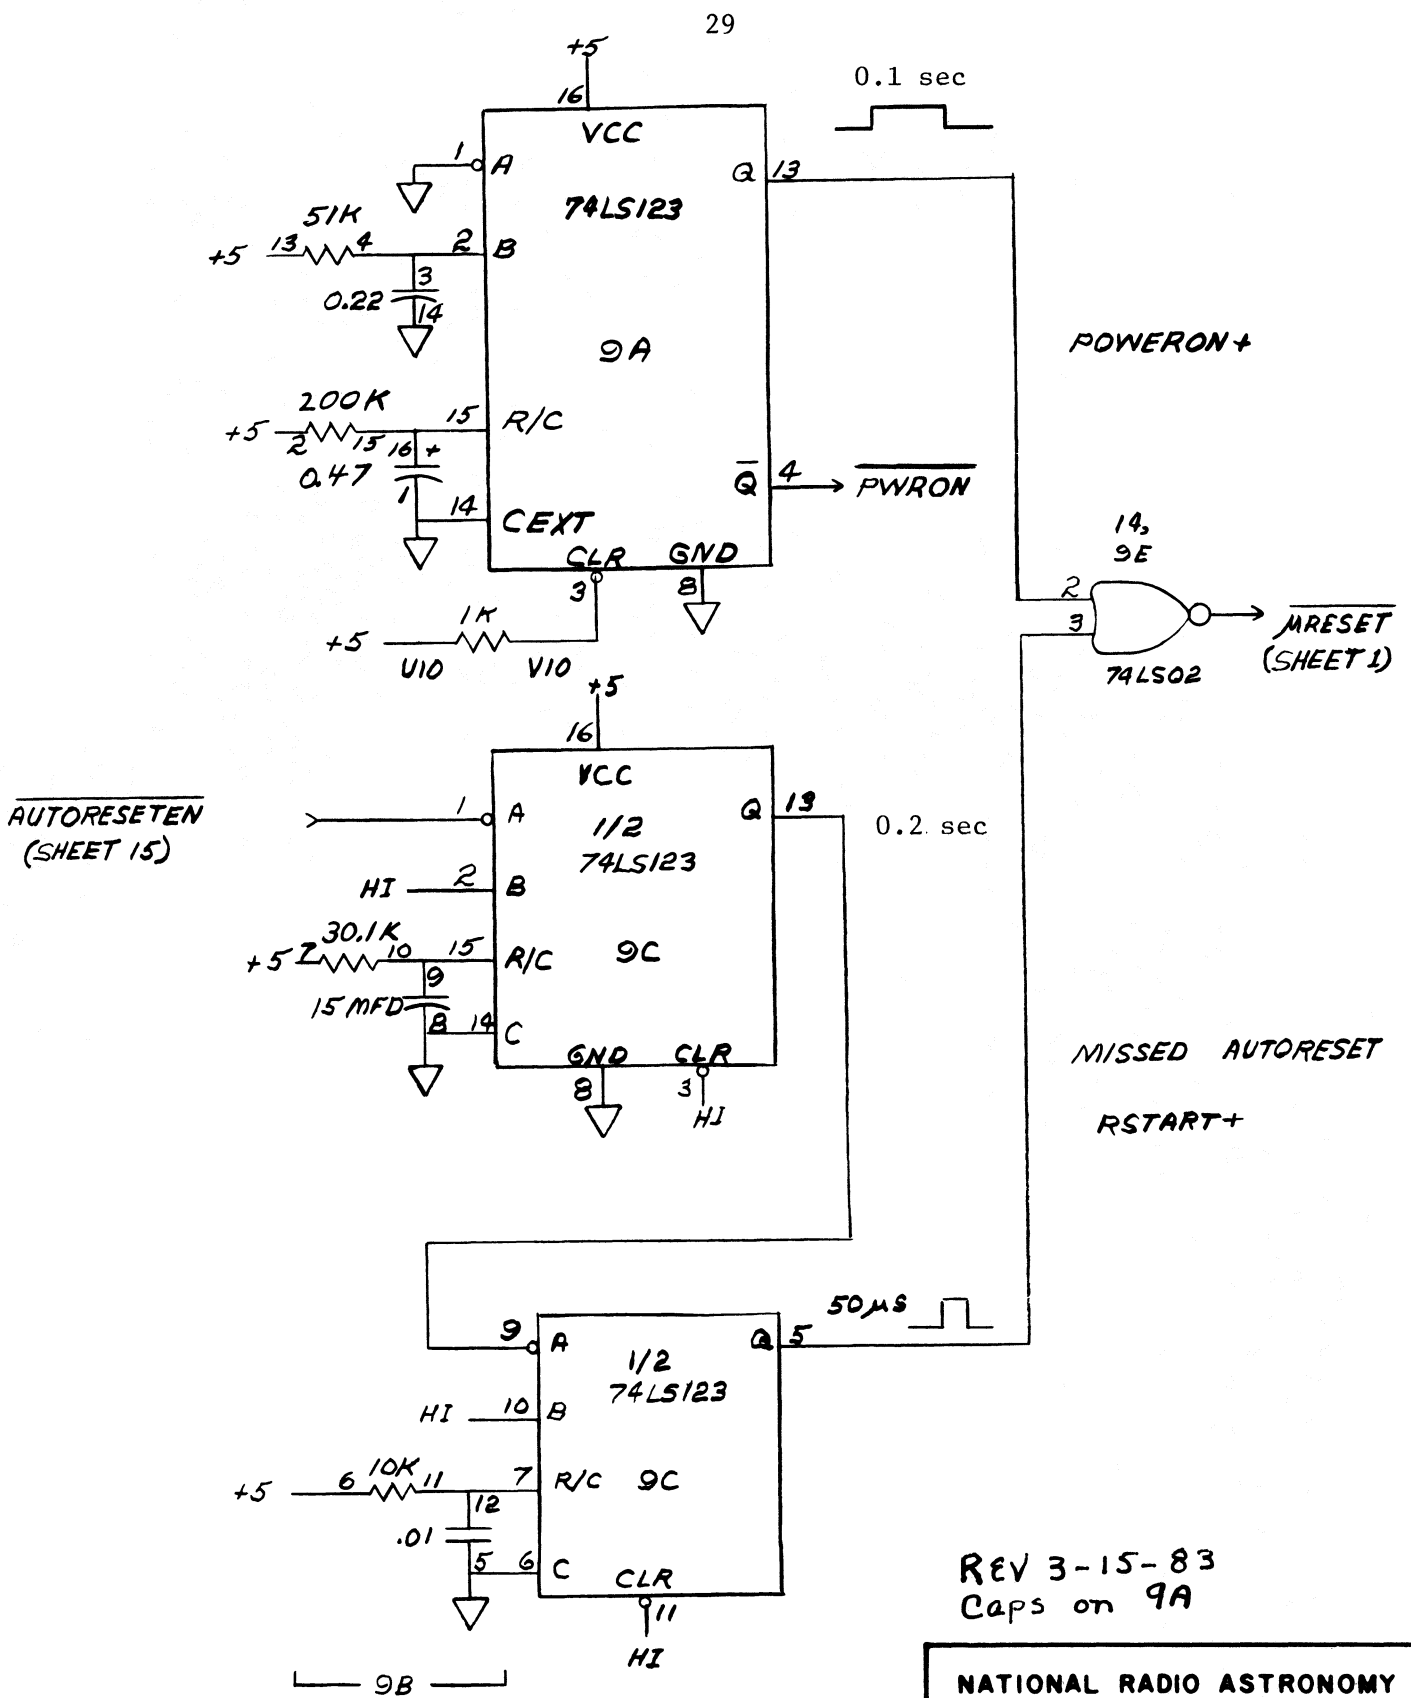 29
+5
0.1 sec
16
VCC
1
A
Q
13
74LS123
51K
+5
13
4
2
B
3
0.22
14
POWERON+
9A
200K
+5
2
15
16
+
15
R/C
0.47
1
Q̅
4
P̅W̅R̅O̅N̅
14
CEXT
14,
9E
CLR
GND
3
8
2
3
1K
+5
U10
V10
M̅R̅E̅S̅E̅T̅
(SHEET 1)
74LS02
+5
16
VCC
A̅U̅T̅O̅R̅E̅S̅E̅T̅E̅N̅
(SHEET 15)
1
A
1/2
74LS123
Q
13
0.2 sec
HI
2
B
30.1K
+5
7
10
15
R/C
9C
9
15MFD
8
14
C
GND
CLR
8
3
HI
MISSED AUTORESET
RSTART+
50µs
9
A
Q
5
1/2
74LS123
HI
10
B
10K
+5
6
11
7
R/C
9C
12
.01
5
6
C
CLR
11
HI
9B
REV 3-15-83
Caps on 9A
NATIONAL RADIO ASTRONOMY